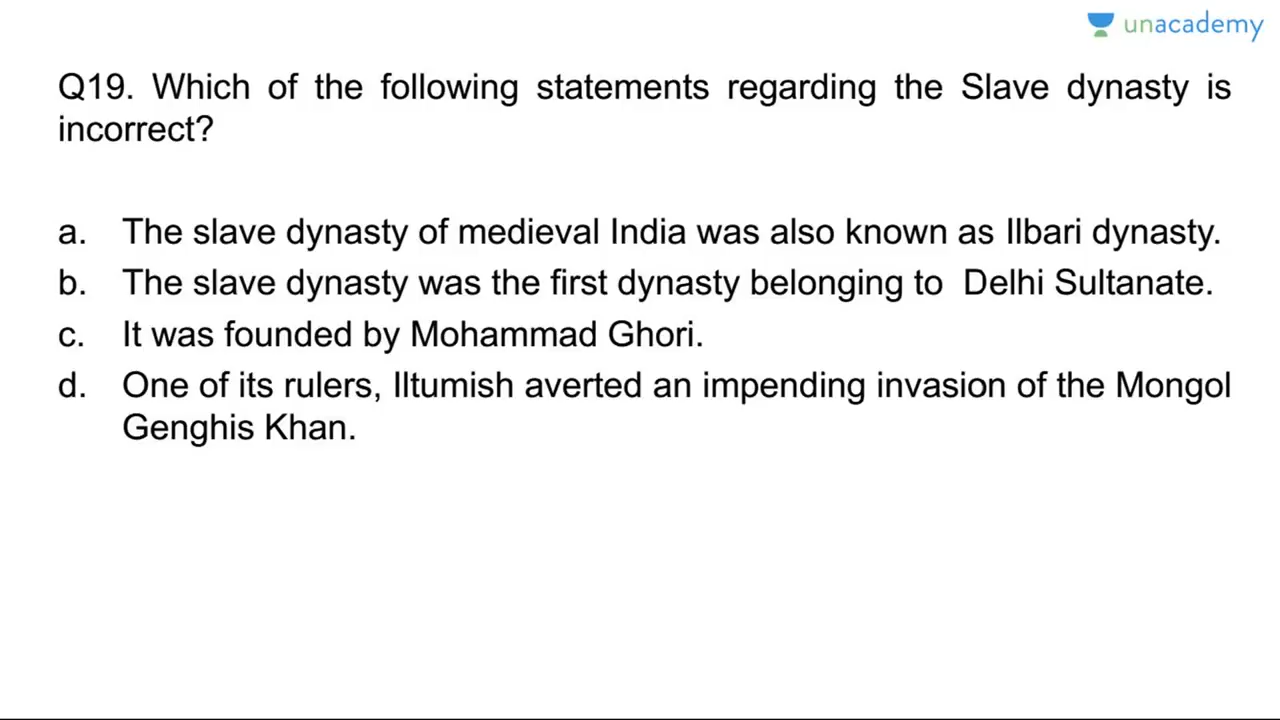 unacademy
Q19. Which of the following statements regarding the Slave dynasty is
incorrect?
a. The slave dynasty of medieval India was also known as Ilbari dynasty.
b. The slave dynasty was the first dynasty belonging to Delhi Sultanate.
c. It was founded by Mohammad Ghori.
d. One of its rulers, Iltumish averted an impending invasion of the Mongol
Genghis Khan.